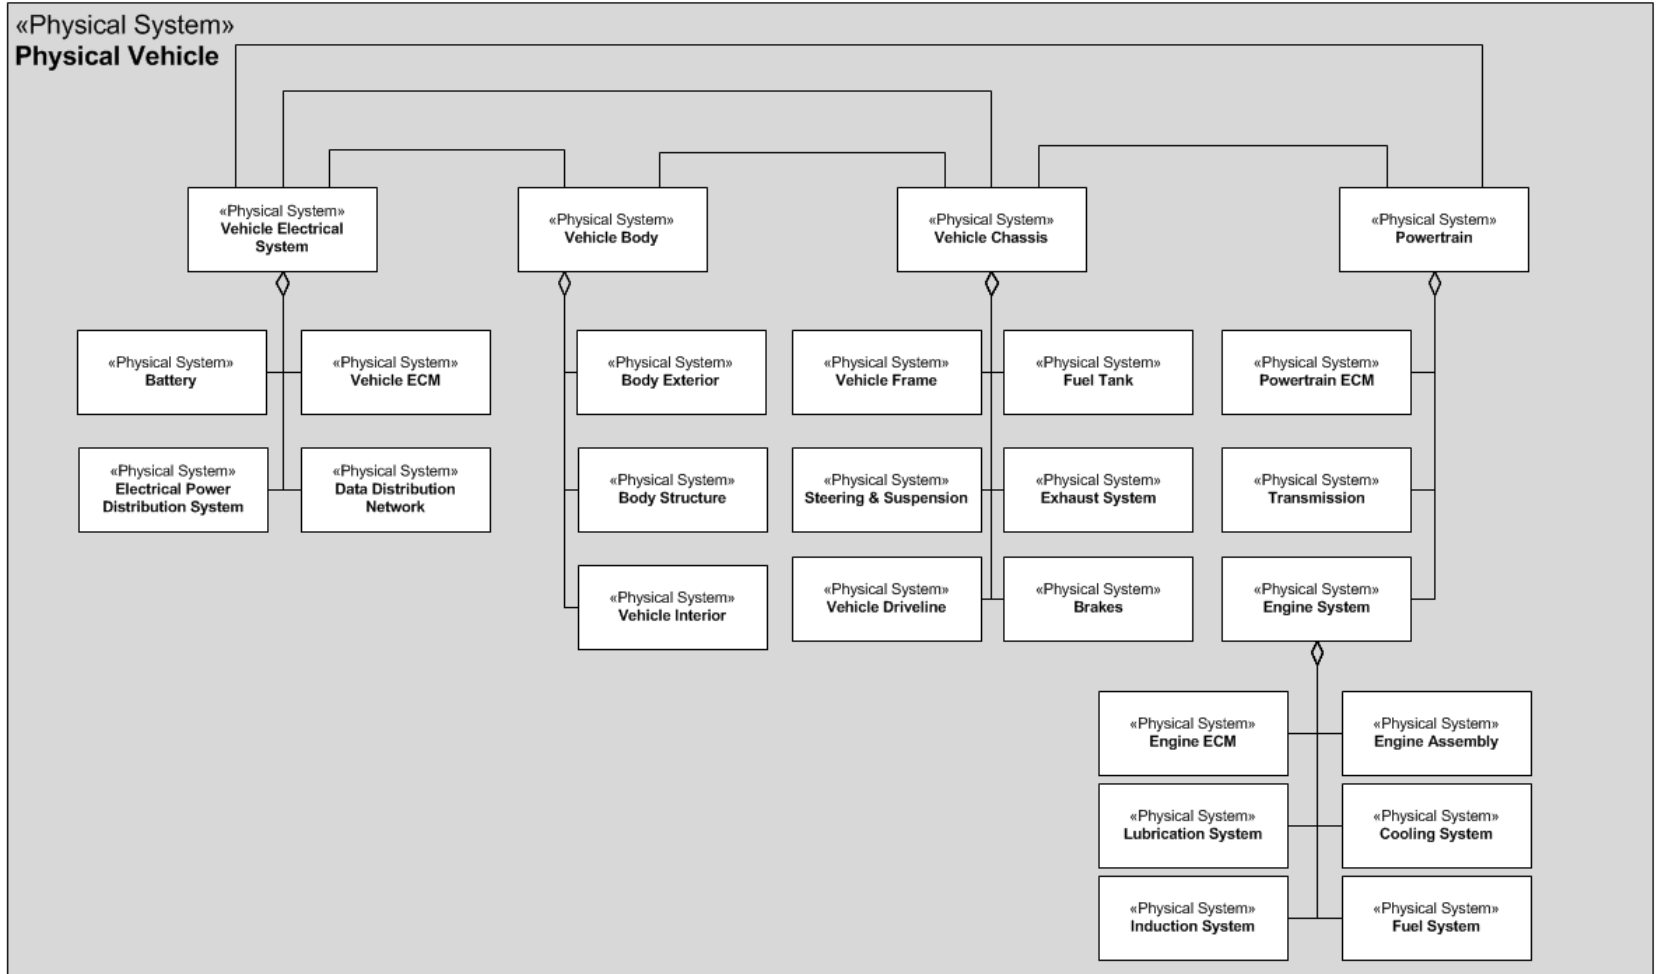 «Physical System»
Physical Vehicle
«Physical System»
Vehicle Electrical
System
«Physical System»
Vehicle Body
«Physical System»
Vehicle Chassis
«Physical System»
Powertrain
«Physical System»
Battery
«Physical System»
Vehicle ECM
«Physical System»
Body Exterior
«Physical System»
Vehicle Frame
«Physical System»
Fuel Tank
«Physical System»
Powertrain ECM
«Physical System»
Electrical Power
Distribution System
«Physical System»
Data Distribution
Network
«Physical System»
Body Structure
«Physical System»
Steering & Suspension
«Physical System»
Exhaust System
«Physical System»
Transmission
«Physical System»
Vehicle Interior
«Physical System»
Vehicle Driveline
«Physical System»
Brakes
«Physical System»
Engine System
«Physical System»
Engine ECM
«Physical System»
Engine Assembly
«Physical System»
Lubrication System
«Physical System»
Cooling System
«Physical System»
Induction System
«Physical System»
Fuel System